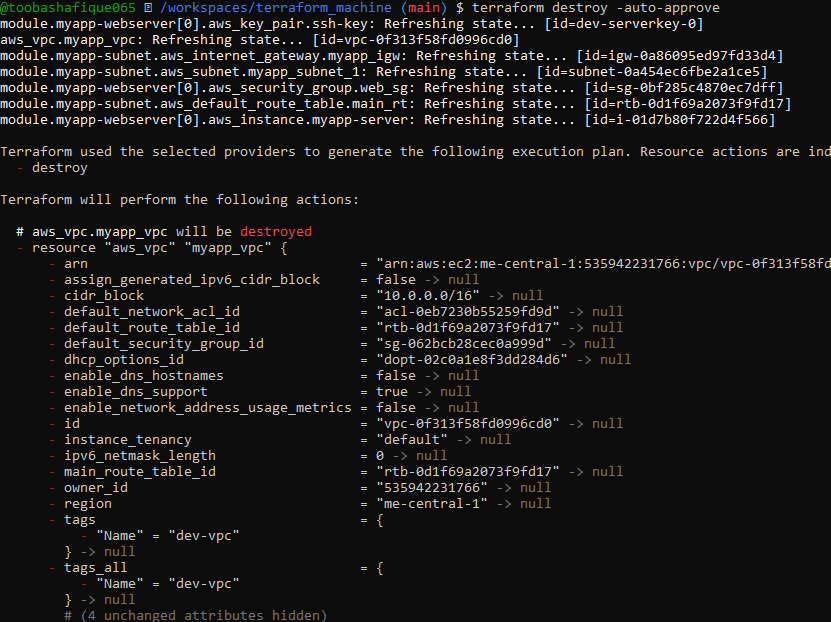 @toobashafique065 /workspaces/terraform_machine (main) $ terraform destroy -auto-approve
module.myapp-webserver[0].aws_key_pair.ssh-key: Refreshing state... [id=dev-serverkey-0]
aws_vpc.myapp_vpc: Refreshing state... [id=vpc-0f313f58fd0996cd0]
module.myapp-subnet.aws_internet_gateway.myapp_igw: Refreshing state... [id=igw-0a86095ed97fd33d4]
module.myapp-subnet.aws_subnet.myapp_subnet_1: Refreshing state... [id=subnet-0a454ec6fbe2a1ce5]
module.myapp-webserver[0].aws_security_group.web_sg: Refreshing state... [id=sg-0bf285c4870ec7dff]
module.myapp-subnet.aws_default_route_table.main_rt: Refreshing state... [id=rtb-0d1f69a2073f9fd17]
module.myapp-webserver[0].aws_instance.myapp-server: Refreshing state... [id=i-01d7b80f722d4f566]
Terraform used the selected providers to generate the following execution plan. Resource actions are ind
- destroy
Terraform will perform the following actions:
# aws_vpc.myapp_vpc will be destroyed
- resource "aws_vpc" "myapp_vpc" {
- arn = "arn:aws:ec2:me-central-1:535942231766:vpc/vpc-0f313f58fd
- assign_generated_ipv6_cidr_block = false -> null
- cidr_block = "10.0.0.0/16" -> null
- default_network_acl_id = "acl-0eb7230b55259fd9d" -> null
- default_route_table_id = "rtb-0d1f69a2073f9fd17" -> null
- default_security_group_id = "sg-062bcb28cec0a999d" -> null
- dhcp_options_id = "dopt-02c0a1e8f3dd284d6" -> null
- enable_dns_hostnames = false -> null
- enable_dns_support = true -> null
- enable_network_address_usage_metrics = false -> null
- id = "vpc-0f313f58fd0996cd0" -> null
- instance_tenancy = "default" -> null
- ipv6_netmask_length = 0 -> null
- main_route_table_id = "rtb-0d1f69a2073f9fd17" -> null
- owner_id = "535942231766" -> null
- region = "me-central-1" -> null
- tags = {
- "Name" = "dev-vpc"
} -> null
- tags_all = {
- "Name" = "dev-vpc"
} -> null
# (4 unchanged attributes hidden)